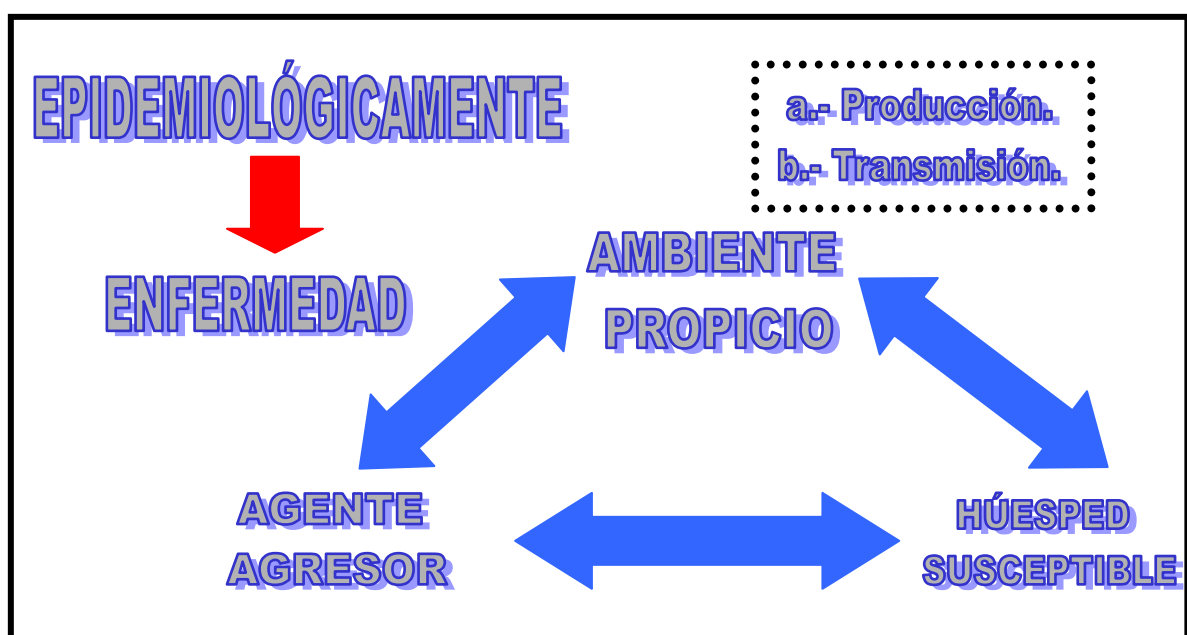 EPIDEMIOLÓGICAMENTE
a.- Producción.
b.- Transmisión.
ENFERMEDAD
AMBIENTE
PROPICIO
AGENTE
AGRESOR
HÚESPED
SUSCEPTIBLE